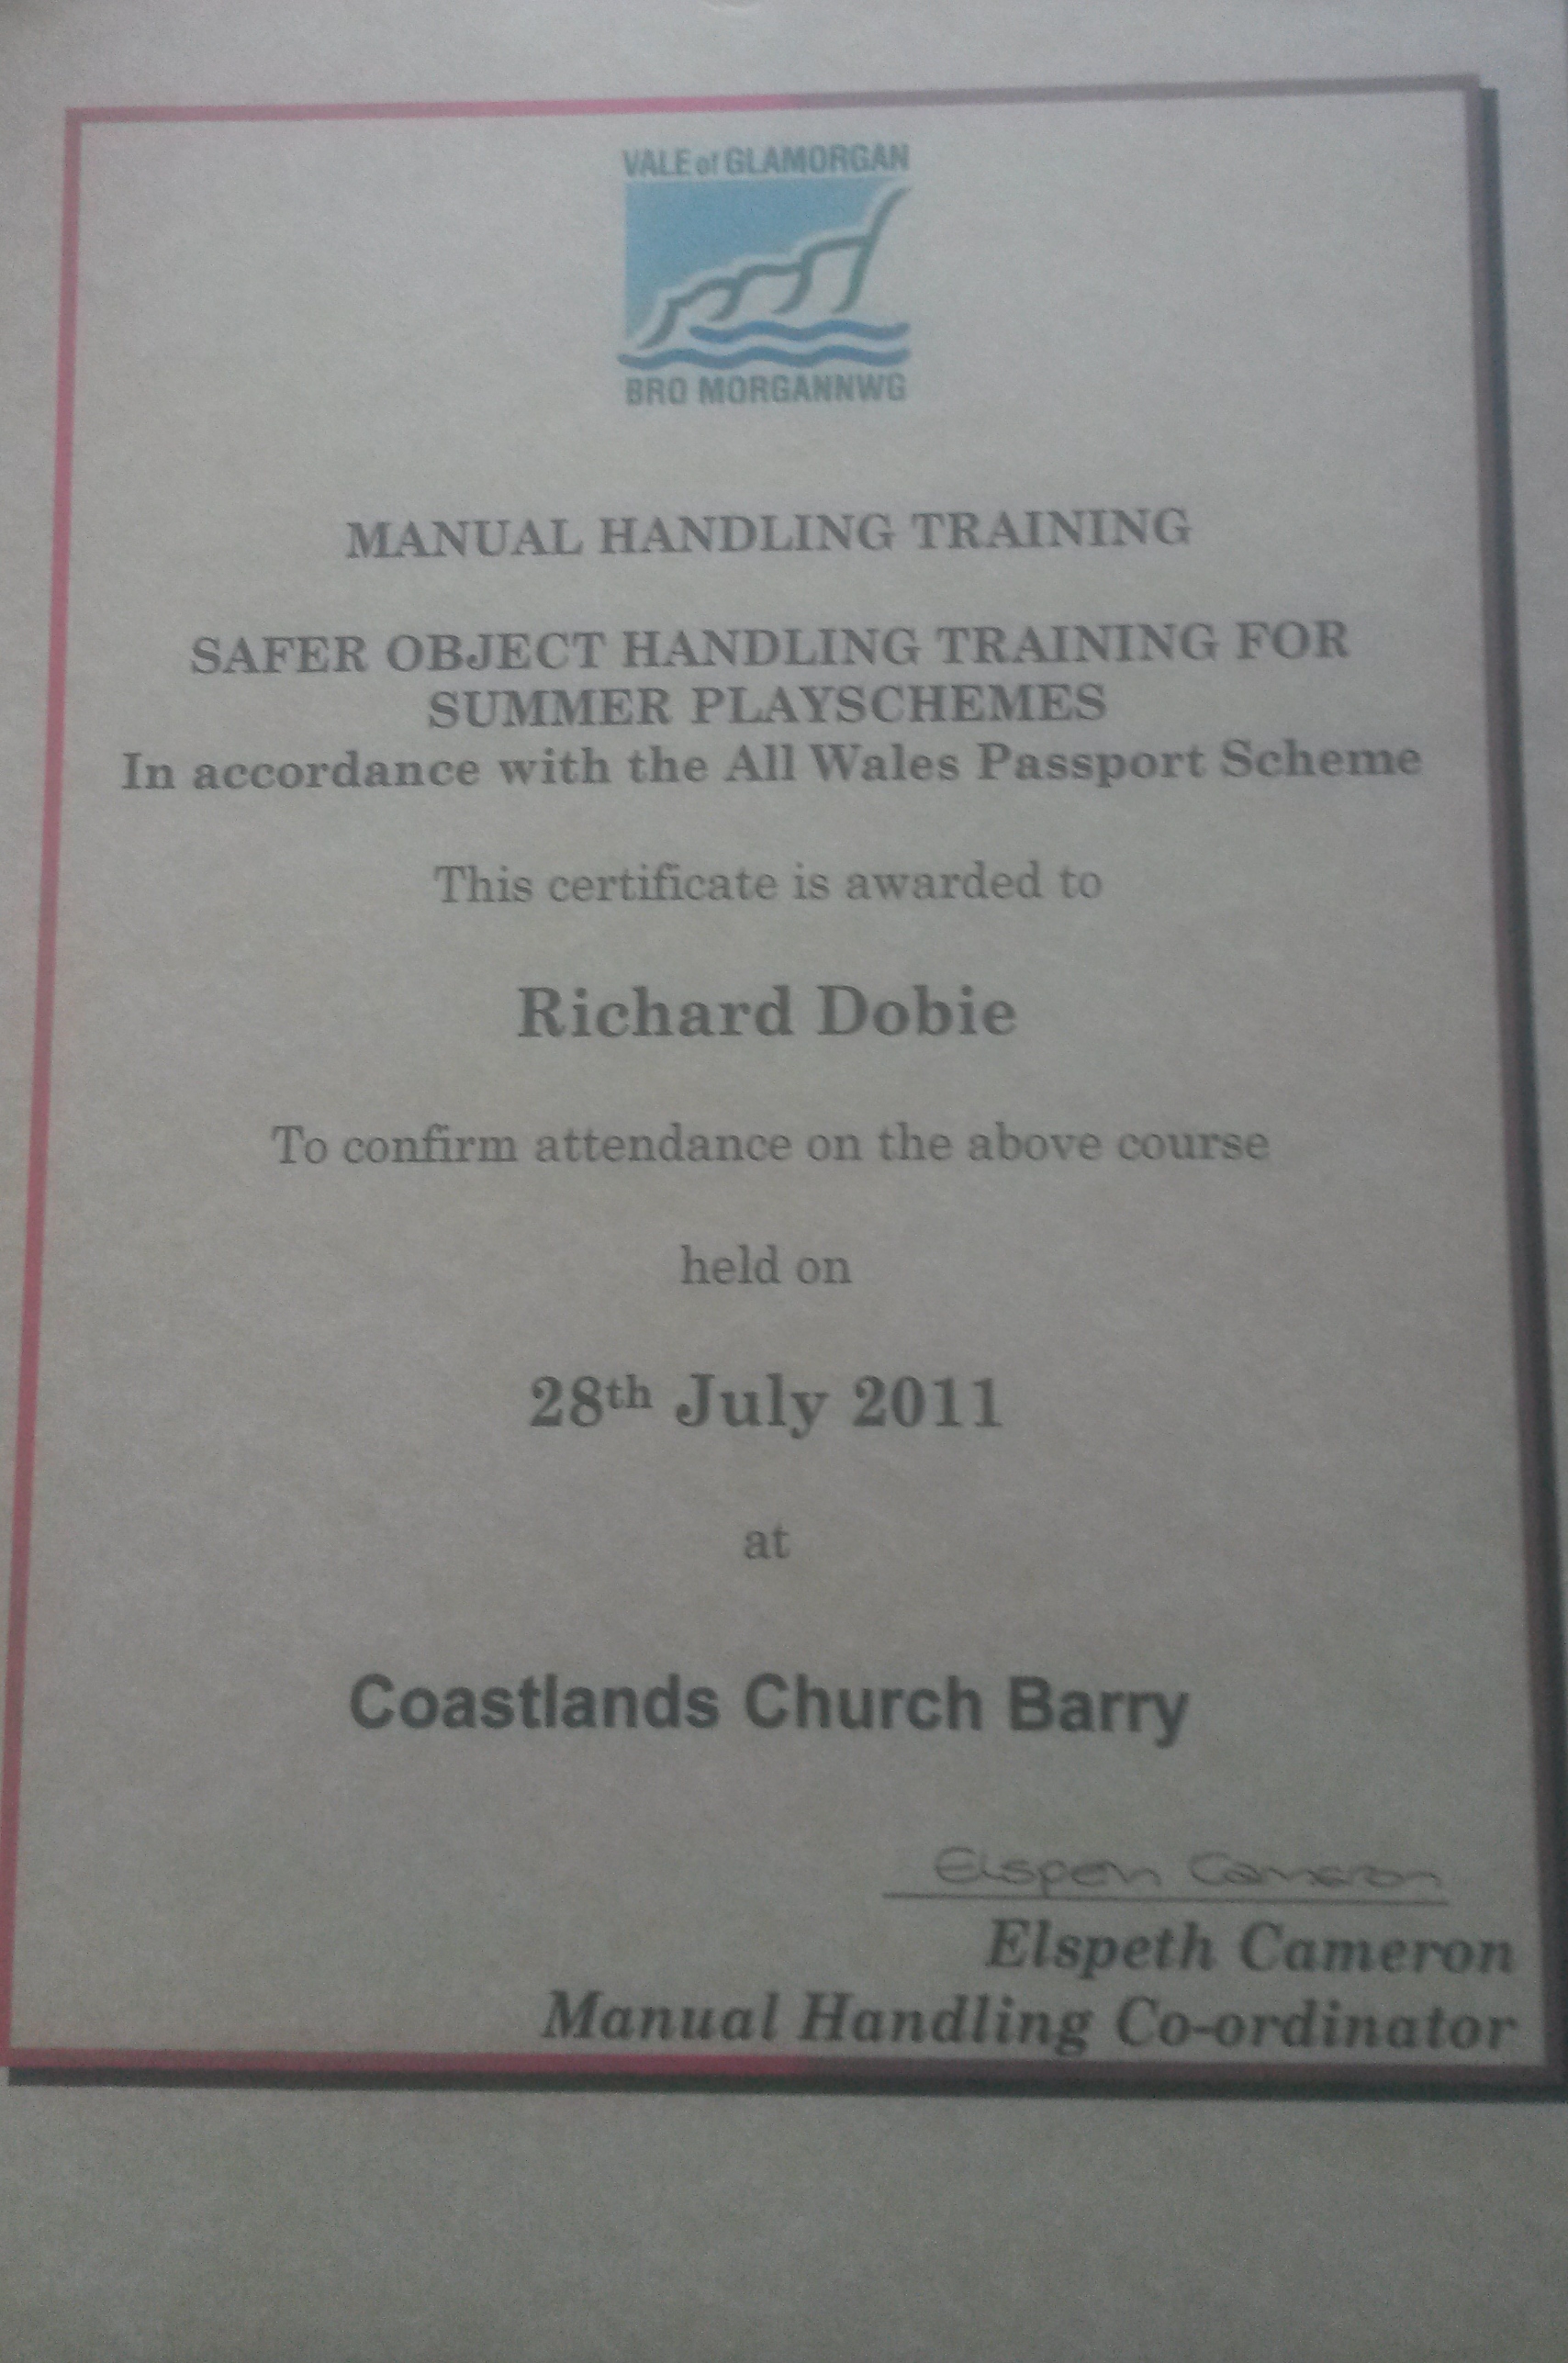 VALE of GLAMORGAN
BRO MORGANNWG
MANUAL HANDLING TRAINING
SAFER OBJECT HANDLING TRAINING FOR
SUMMER PLAYSCHEMES
In accordance with the All Wales Passport Scheme
This certificate is awarded to
Richard Dobie
To confirm attendance on the above course
held on
28th July 2011
at
Coastlands Church Barry
Elspeth Cameron
Elspeth Cameron
Manual Handling Co-ordinator